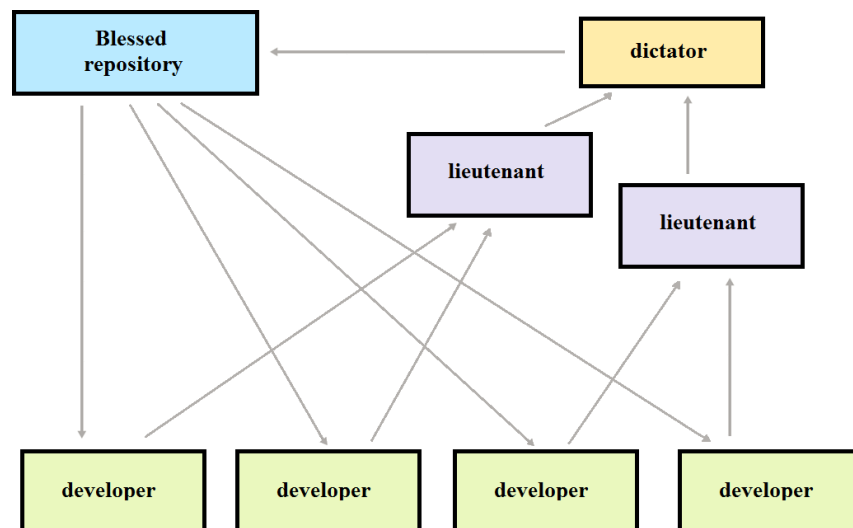 Blessed
repository
dictator
lieutenant
lieutenant
developer
developer
developer
developer